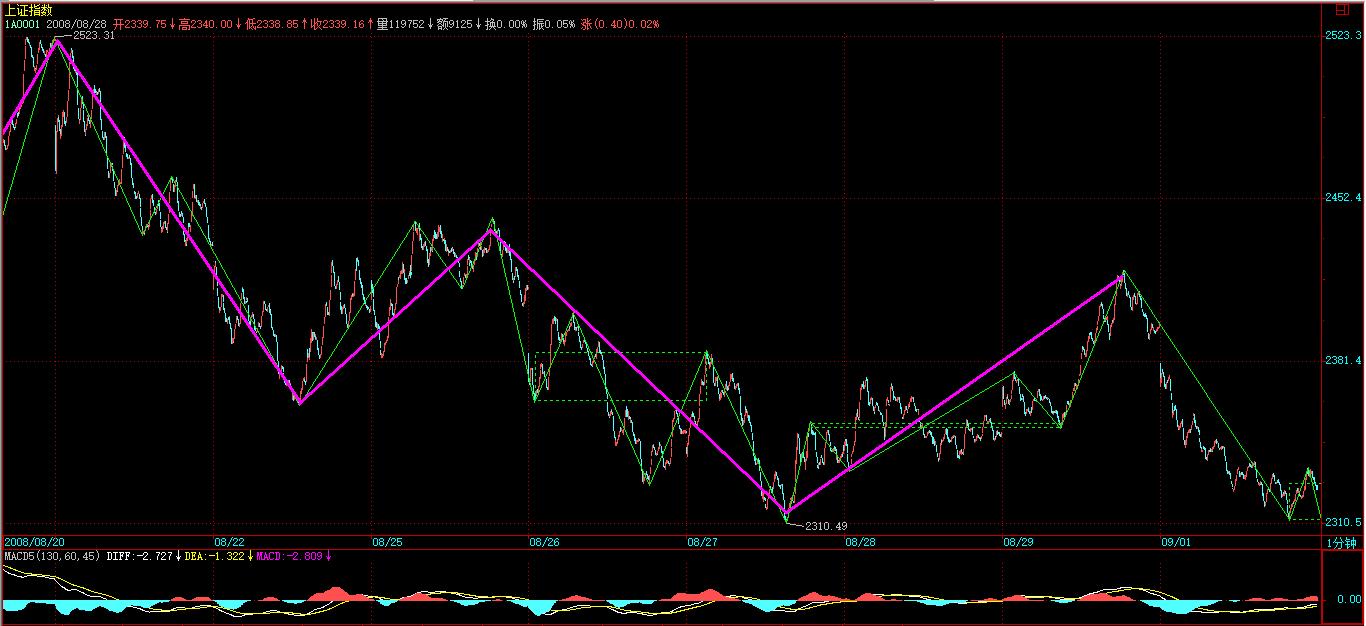 上证指数
1A0001 2008/08/28 开2339.75↓高2340.00↓低2338.85↑收2339.16↑量119752↓额9125↓换0.00% 振0.05% 涨(0.40)0.02%
2523.31
2523.3
2452.4
2381.4
2310.49
2310.5
2008/08/20 08/22 08/25 08/26 08/27 08/28 08/29 09/01 1分钟
MACD5(130,60,45) DIFF:-2.727↓DEA:-1.322↓MACD:-2.809↓
0.00